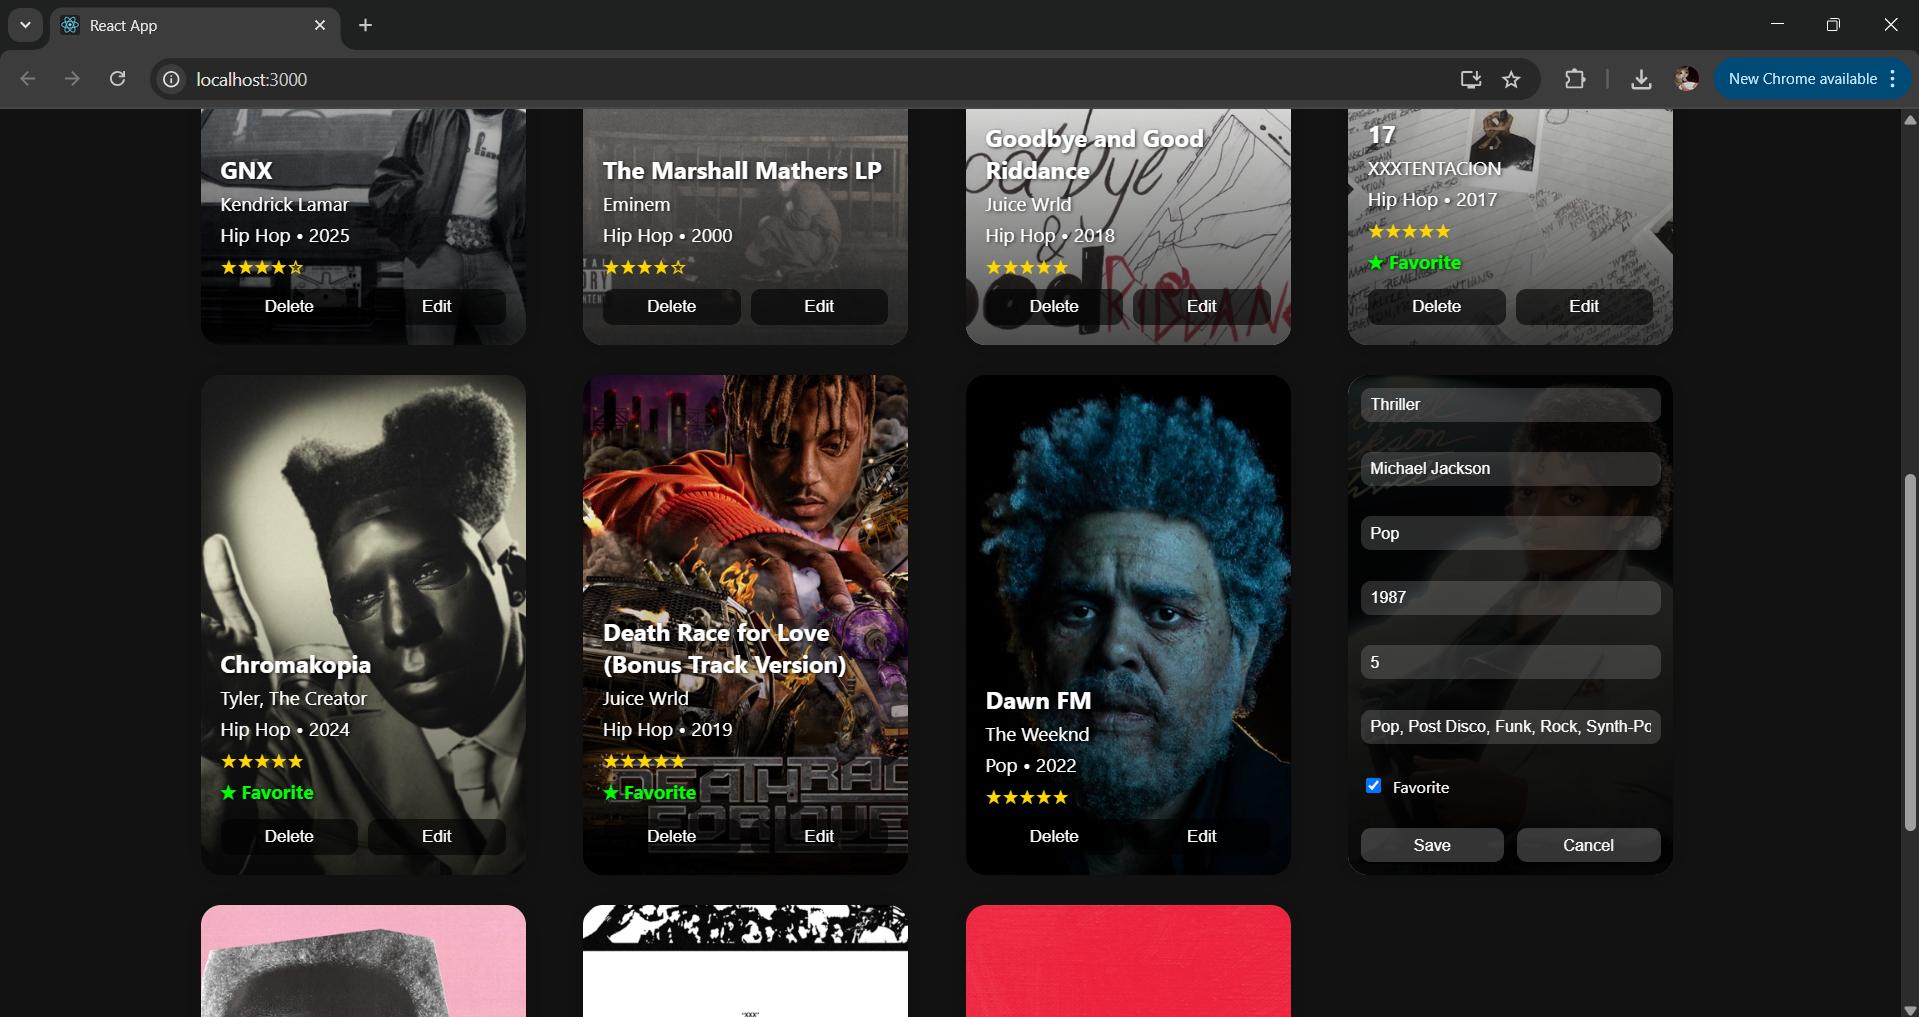 React App
localhost:3000
New Chrome available
GNX
Kendrick Lamar
Hip Hop • 2025
★★★★☆
Delete Edit
The Marshall Mathers LP
Eminem
Hip Hop • 2000
★★★★☆
Delete Edit
Goodbye and Good
Riddance
Juice Wrld
Hip Hop • 2018
★★★★★
Delete Edit
17
XXXTENTACION
Hip Hop • 2017
★★★★★
★ Favorite
Delete Edit
Chromakopia
Tyler, The Creator
Hip Hop • 2024
★★★★★
★ Favorite
Delete Edit
Death Race for Love
(Bonus Track Version)
Juice Wrld
Hip Hop • 2019
★★★★★
★ Favorite
Delete Edit
Dawn FM
The Weeknd
Pop • 2022
★★★★★
Delete Edit
Thriller
Michael Jackson
Pop
1987
5
Pop, Post Disco, Funk, Rock, Synth-Po
Favorite
Save Cancel
"XXX"